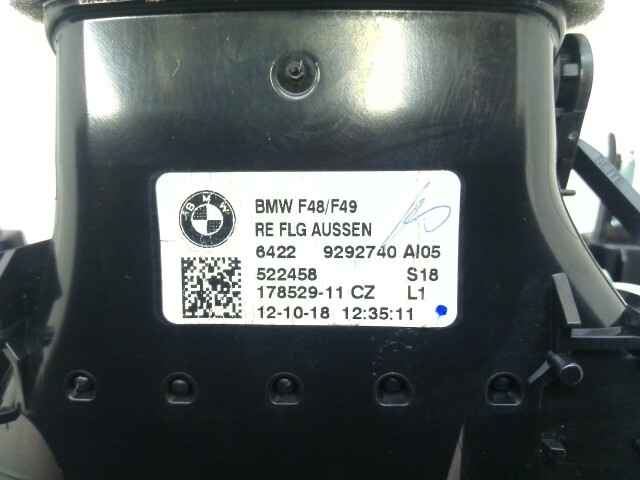 BMW
BMW F48/F49
RE FLG AUSSEN
6422 9292740 AI05
522458 S18
178529-11 CZ L1
12-10-18 12:35:11